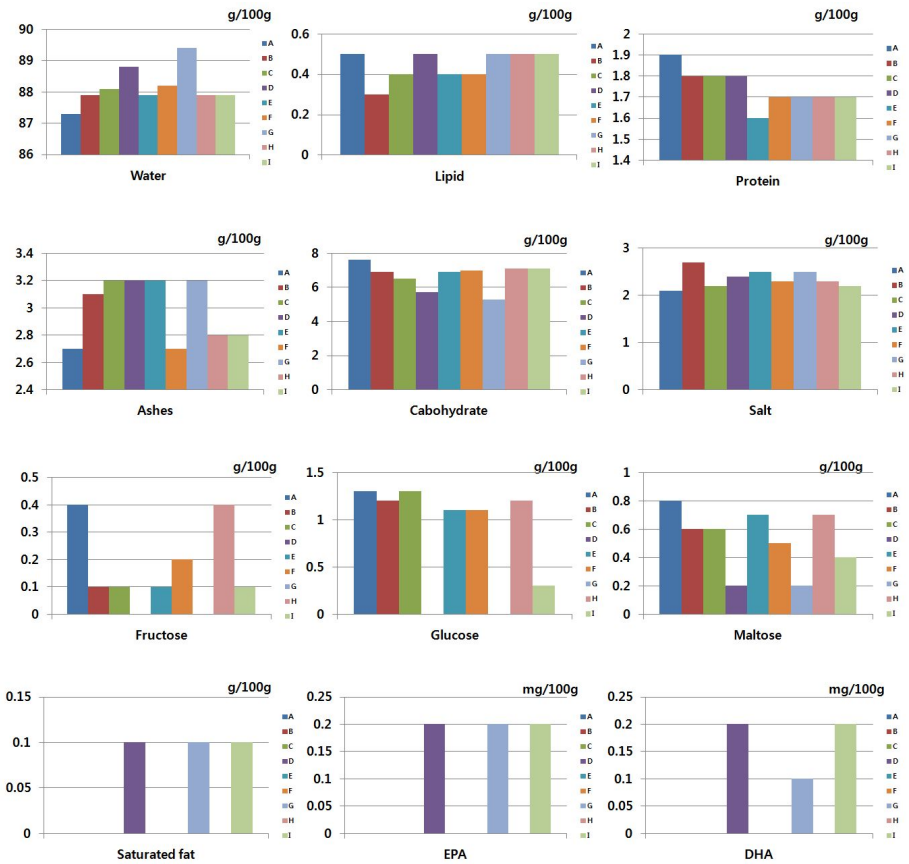 g/100g
90
89
88
87
86
A
B
C
D
E
F
G
H
I
Water
g/100g
0.6
0.4
0.2
0
A
B
C
D
E
F
G
H
I
Lipid
g/100g
2
1.9
1.8
1.7
1.6
1.5
1.4
A
B
C
D
E
F
G
H
I
Protein
g/100g
3.4
3.2
3
2.8
2.6
2.4
A
B
C
D
E
F
G
H
I
Ashes
g/100g
8
6
4
2
0
A
B
C
D
E
F
G
H
I
Cabohydrate
g/100g
3
2
1
0
A
B
C
D
E
F
G
H
I
Salt
g/100g
0.5
0.4
0.3
0.2
0.1
0
A
B
C
D
E
F
G
H
I
Fructose
g/100g
1.5
1
0.5
0
A
B
C
D
E
F
G
H
I
Glucose
g/100g
1
0.8
0.6
0.4
0.2
0
A
B
C
D
E
F
G
H
I
Maltose
g/100g
0.15
0.1
0.05
0
A
B
C
D
E
F
G
H
I
Saturated fat
mg/100g
0.25
0.2
0.15
0.1
0.05
0
A
B
C
D
E
F
G
H
I
EPA
mg/100g
0.25
0.2
0.15
0.1
0.05
0
A
B
C
D
E
F
G
H
I
DHA